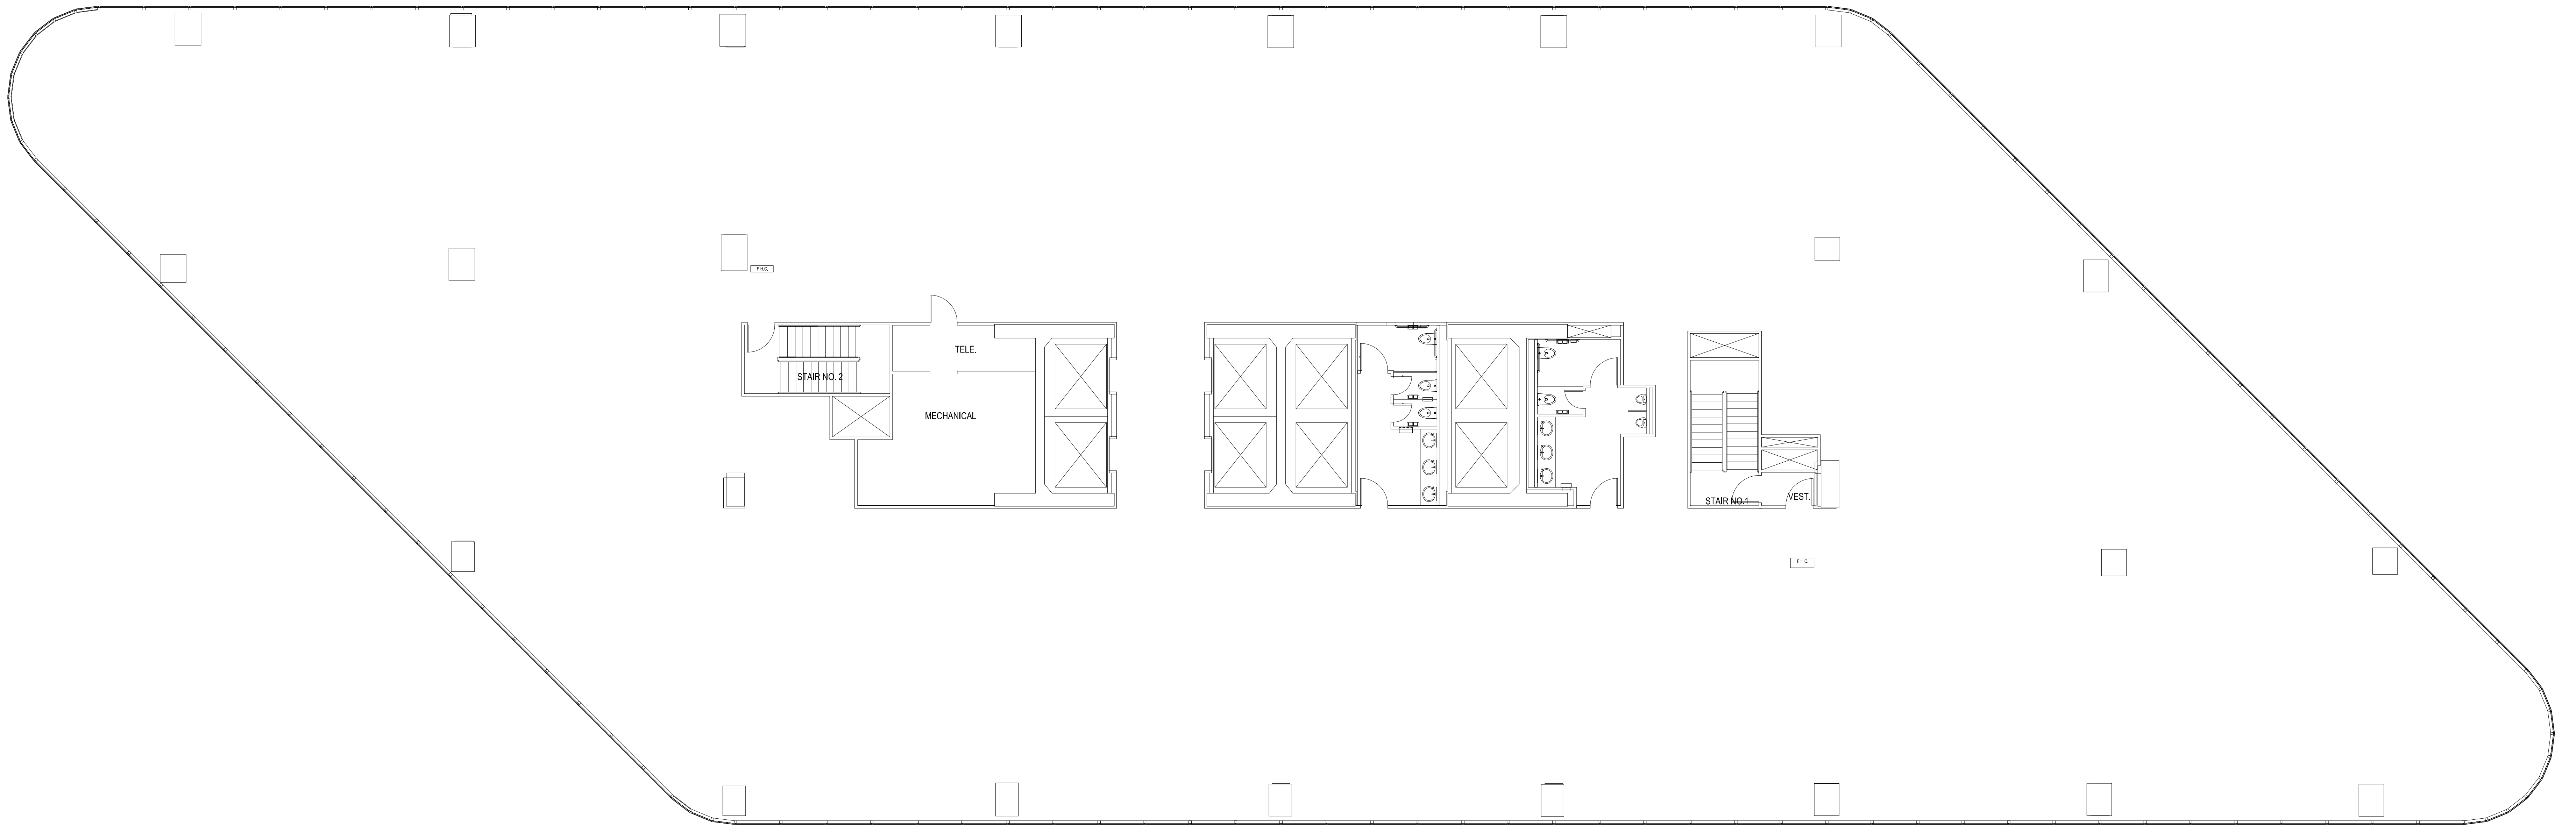 F.H.C.
TELE.
STAIR NO. 2
MECHANICAL
STAIR NO.1
VEST.
F.H.C.